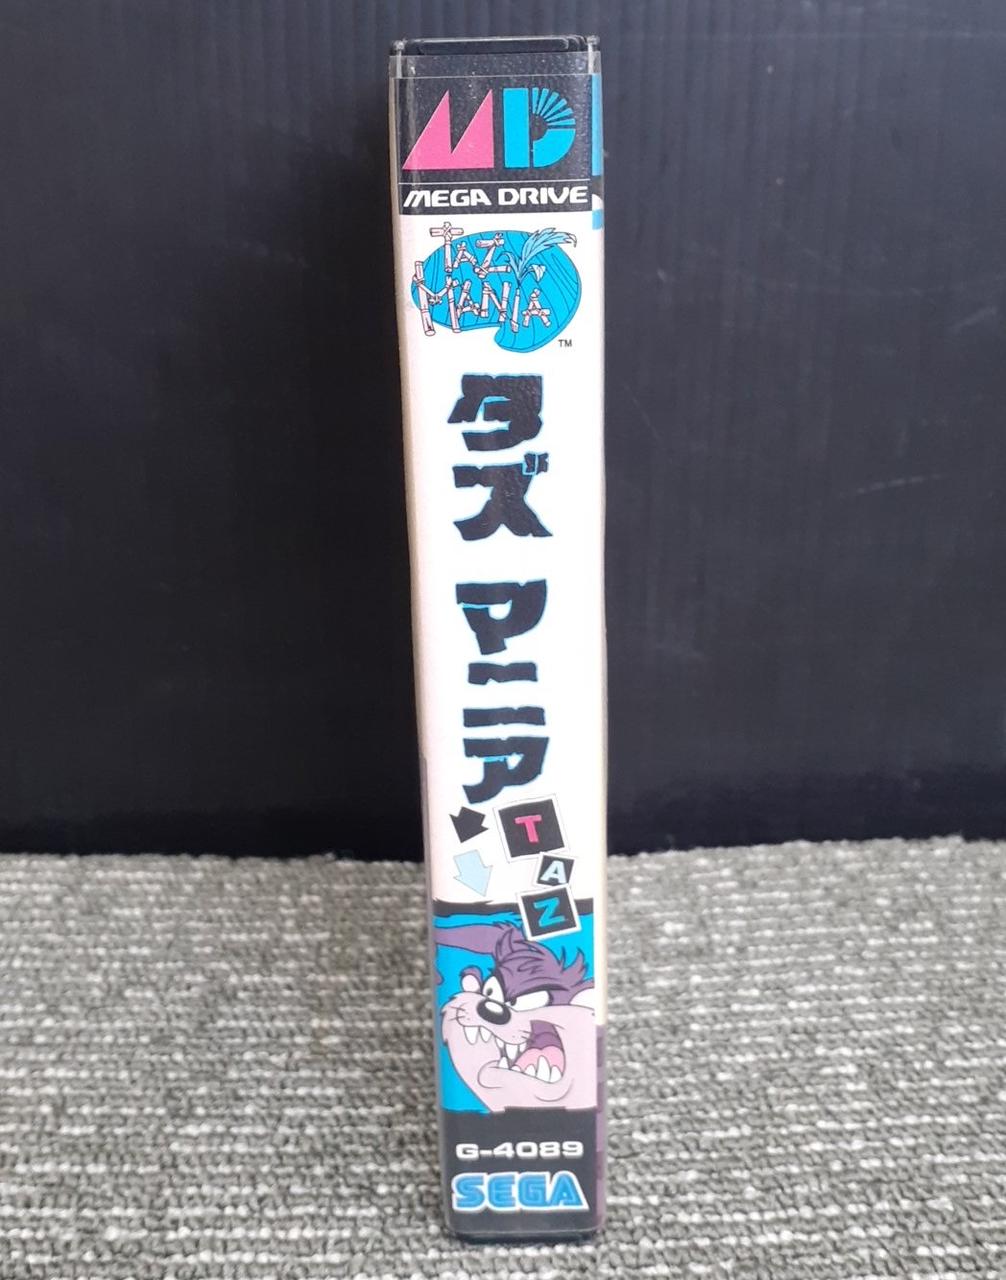 MD
MEGA DRIVE
TAZ
MANIA
TM
タズ マニア
T
A
Z
G-4089
SEGA